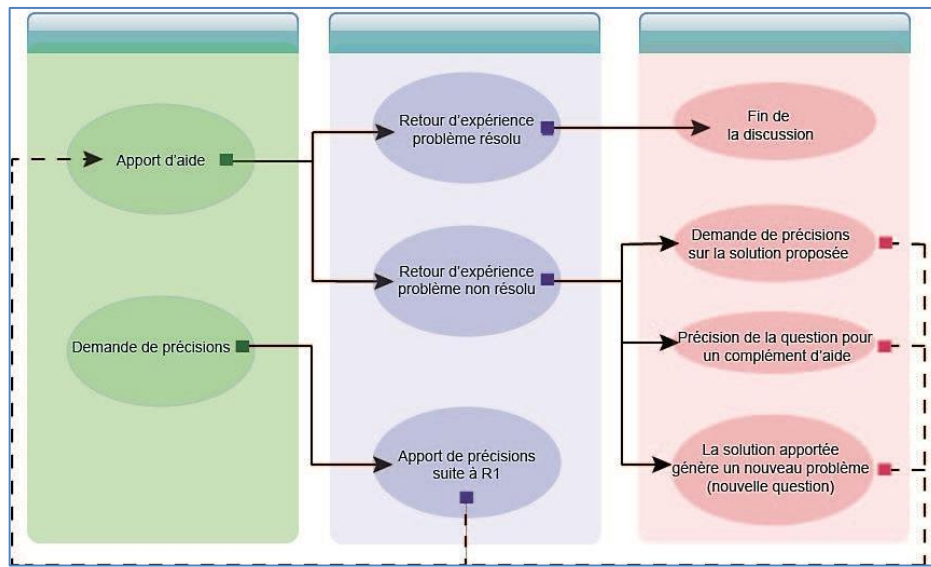 Apport d'aide
Demande de précisions
Retour d'expérience
problème résolu
Retour d'expérience
problème non résolu
Apport de précisions
suite à R1
Fin de
la discussion
Demande de précisions
sur la solution proposée
Précision de la question pour
un complément d'aide
La solution apportée
génère un nouveau problème
(nouvelle question)